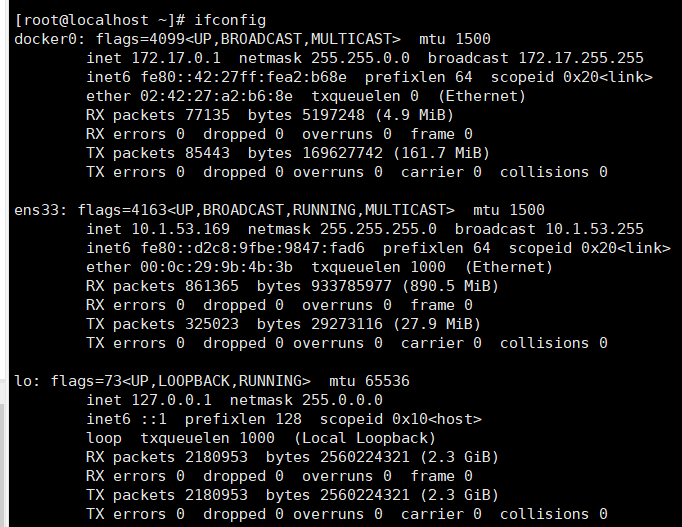 [root@localhost ~]# ifconfig
docker0: flags=4099<UP,BROADCAST,MULTICAST>  mtu 1500
        inet 172.17.0.1  netmask 255.255.0.0  broadcast 172.17.255.255
        inet6 fe80::42:27ff:fea2:b68e  prefixlen 64  scopeid 0x20<link>
        ether 02:42:27:a2:b6:8e  txqueuelen 0  (Ethernet)
        RX packets 77135  bytes 5197248 (4.9 MiB)
        RX errors 0  dropped 0  overruns 0  frame 0
        TX packets 85443  bytes 169627742 (161.7 MiB)
        TX errors 0  dropped 0 overruns 0  carrier 0  collisions 0

ens33: flags=4163<UP,BROADCAST,RUNNING,MULTICAST>  mtu 1500
        inet 10.1.53.169  netmask 255.255.255.0  broadcast 10.1.53.255
        inet6 fe80::d2c8:9fbe:9847:fad6  prefixlen 64  scopeid 0x20<link>
        ether 00:0c:29:9b:4b:3b  txqueuelen 1000  (Ethernet)
        RX packets 861365  bytes 933785977 (890.5 MiB)
        RX errors 0  dropped 0  overruns 0  frame 0
        TX packets 325023  bytes 29273116 (27.9 MiB)
        TX errors 0  dropped 0 overruns 0  carrier 0  collisions 0

lo: flags=73<UP,LOOPBACK,RUNNING>  mtu 65536
        inet 127.0.0.1  netmask 255.0.0.0
        inet6 ::1  prefixlen 128  scopeid 0x10<host>
        loop  txqueuelen 1000  (Local Loopback)
        RX packets 2180953  bytes 2560224321 (2.3 GiB)
        RX errors 0  dropped 0  overruns 0  frame 0
        TX packets 2180953  bytes 2560224321 (2.3 GiB)
        TX errors 0  dropped 0 overruns 0  carrier 0  collisions 0